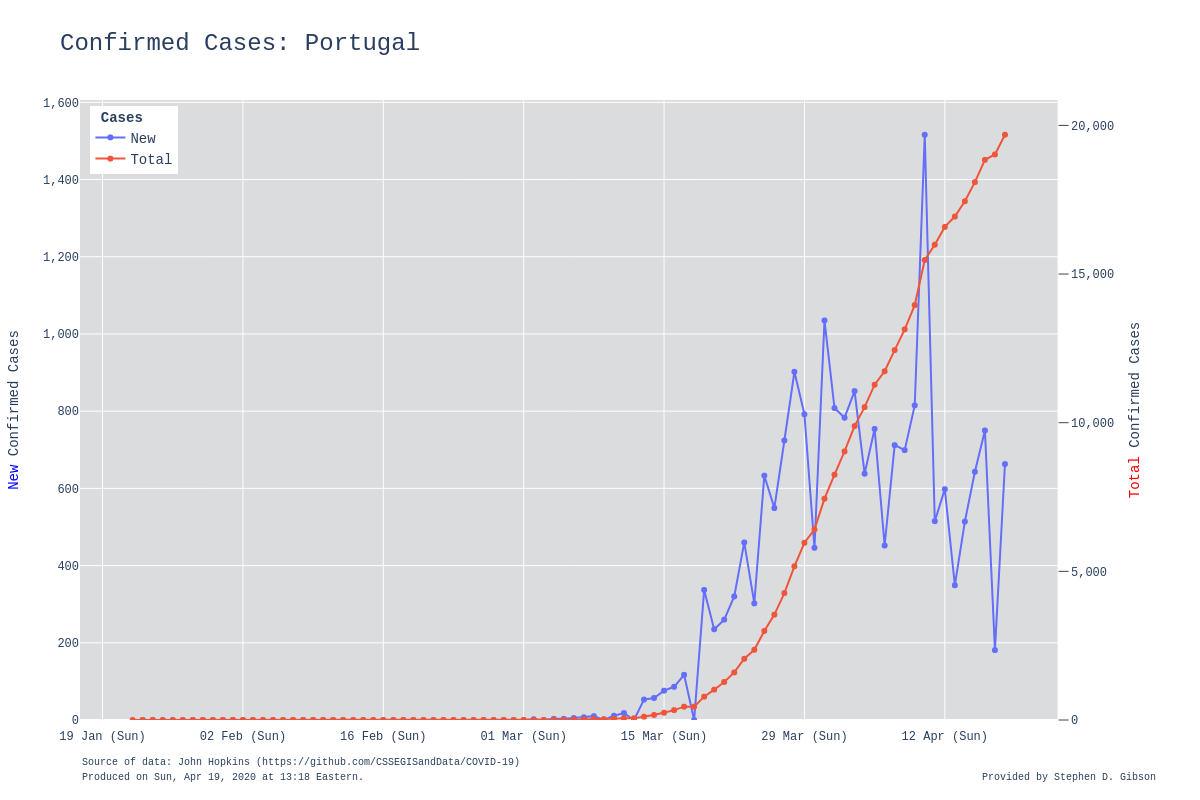 Confirmed Cases: Portugal
Cases
New
Total
1,600
1,400
1,200
1,000
800
600
400
200
0
New Confirmed Cases
20,000
15,000
10,000
5,000
0
Total Confirmed Cases
19 Jan (Sun) 02 Feb (Sun) 16 Feb (Sun) 01 Mar (Sun) 15 Mar (Sun) 29 Mar (Sun) 12 Apr (Sun)
Source of data: John Hopkins (https://github.com/CSSEGISandData/COVID-19)
Produced on Sun, Apr 19, 2020 at 13:18 Eastern.
Provided by Stephen D. Gibson